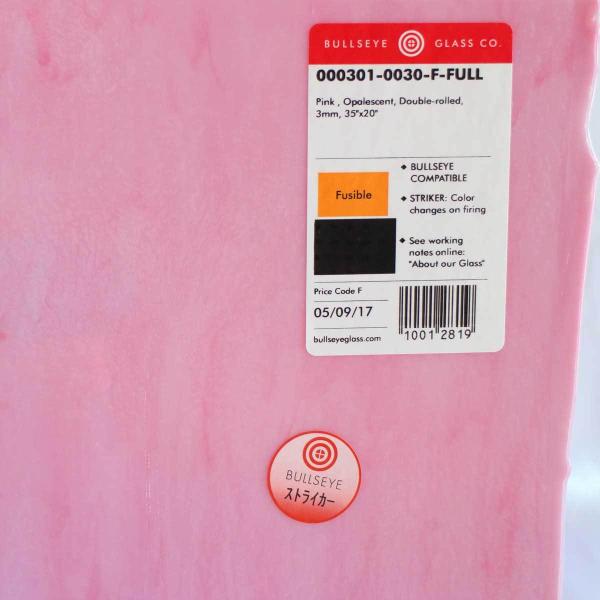 BULLSEYE GLASS CO.
000301-0030-F-FULL
Pink , Opalescent, Double-rolled,
3mm, 35"x20"
Fusible
◆ BULLSEYE
COMPATIBLE
◆ STRIKER: Color
changes on firing
◆ See working
notes online:
"About our Glass"
Price Code F
05/09/17
bullseyeglass.com
10012819
BULLSEYE
ストライカー